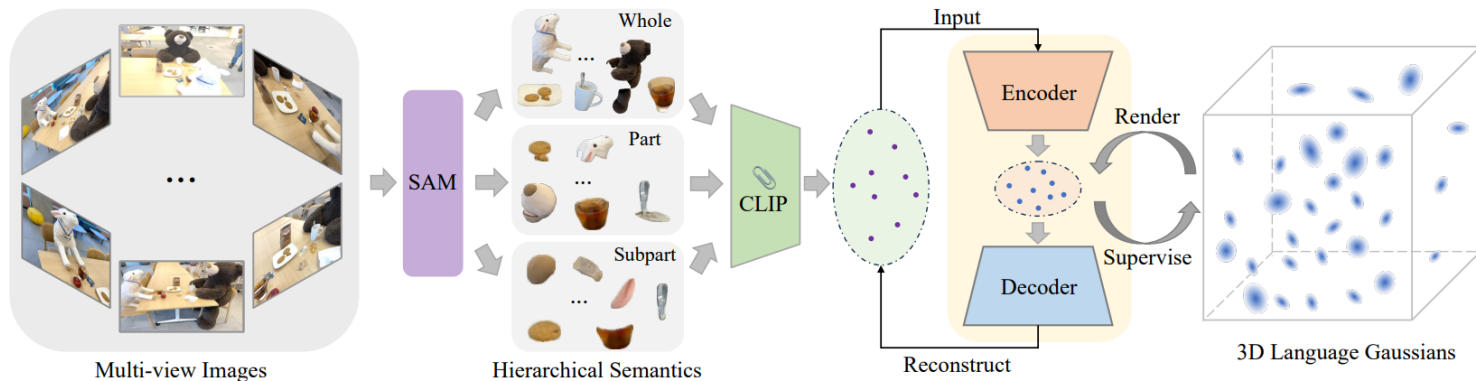 Multi-view Images
...
SAM
Whole
...
Part
...
Subpart
...
Hierarchical Semantics
CLIP
Input
Encoder
Decoder
Reconstruct
Render
Supervise
3D Language Gaussians